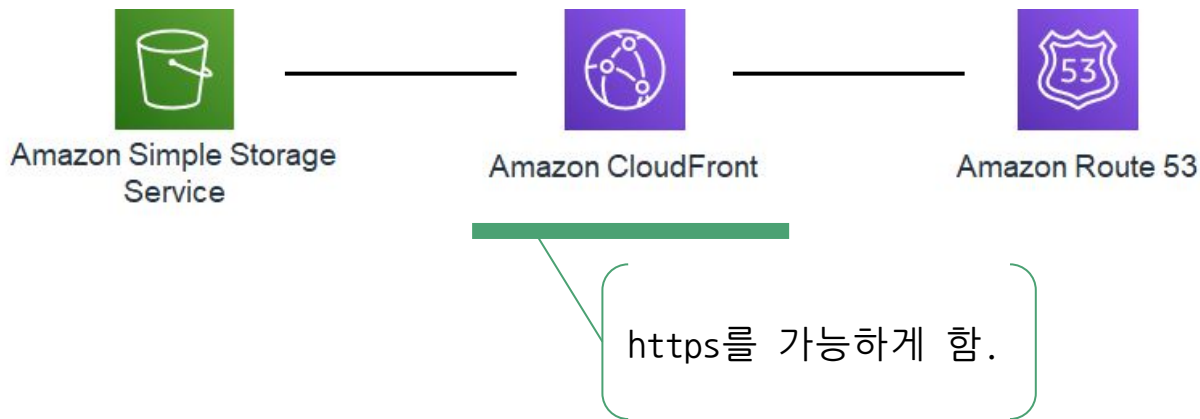 53
Amazon Simple Storage
Service
Amazon CloudFront
Amazon Route 53
https를 가능하게 함.